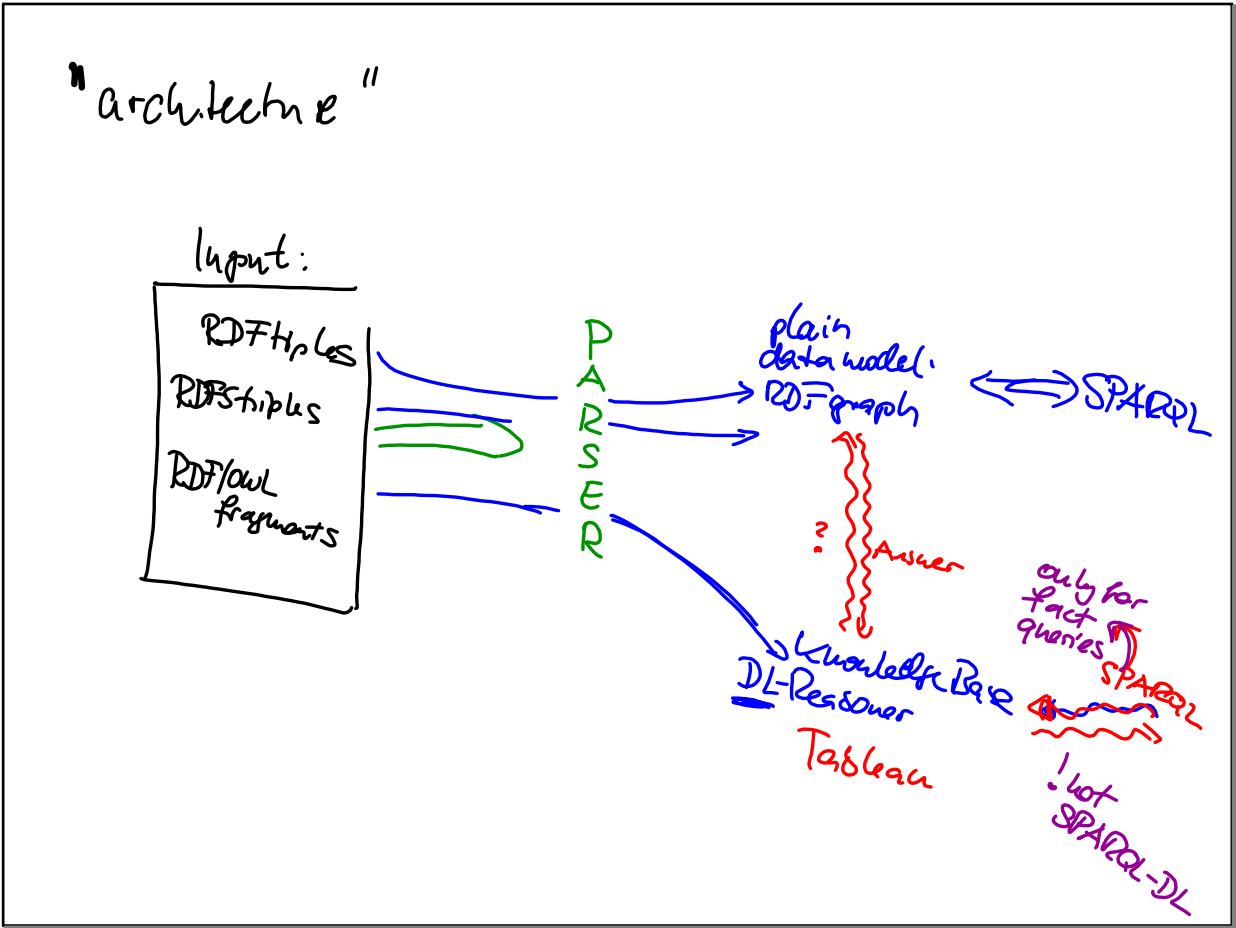 "architecture"
Input:
RDF triples
RDFS triples
RDF/OWL
fragments
PARSER
plain
data model:
RDF graph
SPARQL
?
Answer
only for
fact
queries
SPARQL
Knowledge Base
DL-Reasoner
Tableau
! not
SPARQL-DL